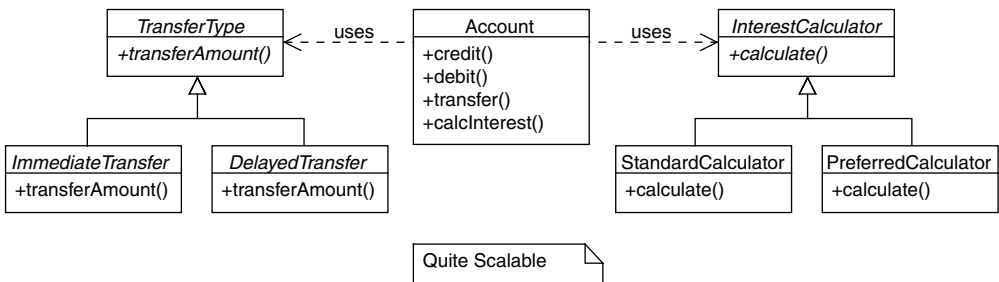 TransferType
+transferAmount()
uses
Account
+credit()
+debit()
+transfer()
+calcInterest()
uses
InterestCalculator
+calculate()
ImmediateTransfer
+transferAmount()
DelayedTransfer
+transferAmount()
StandardCalculator
+calculate()
PreferredCalculator
+calculate()
Quite Scalable